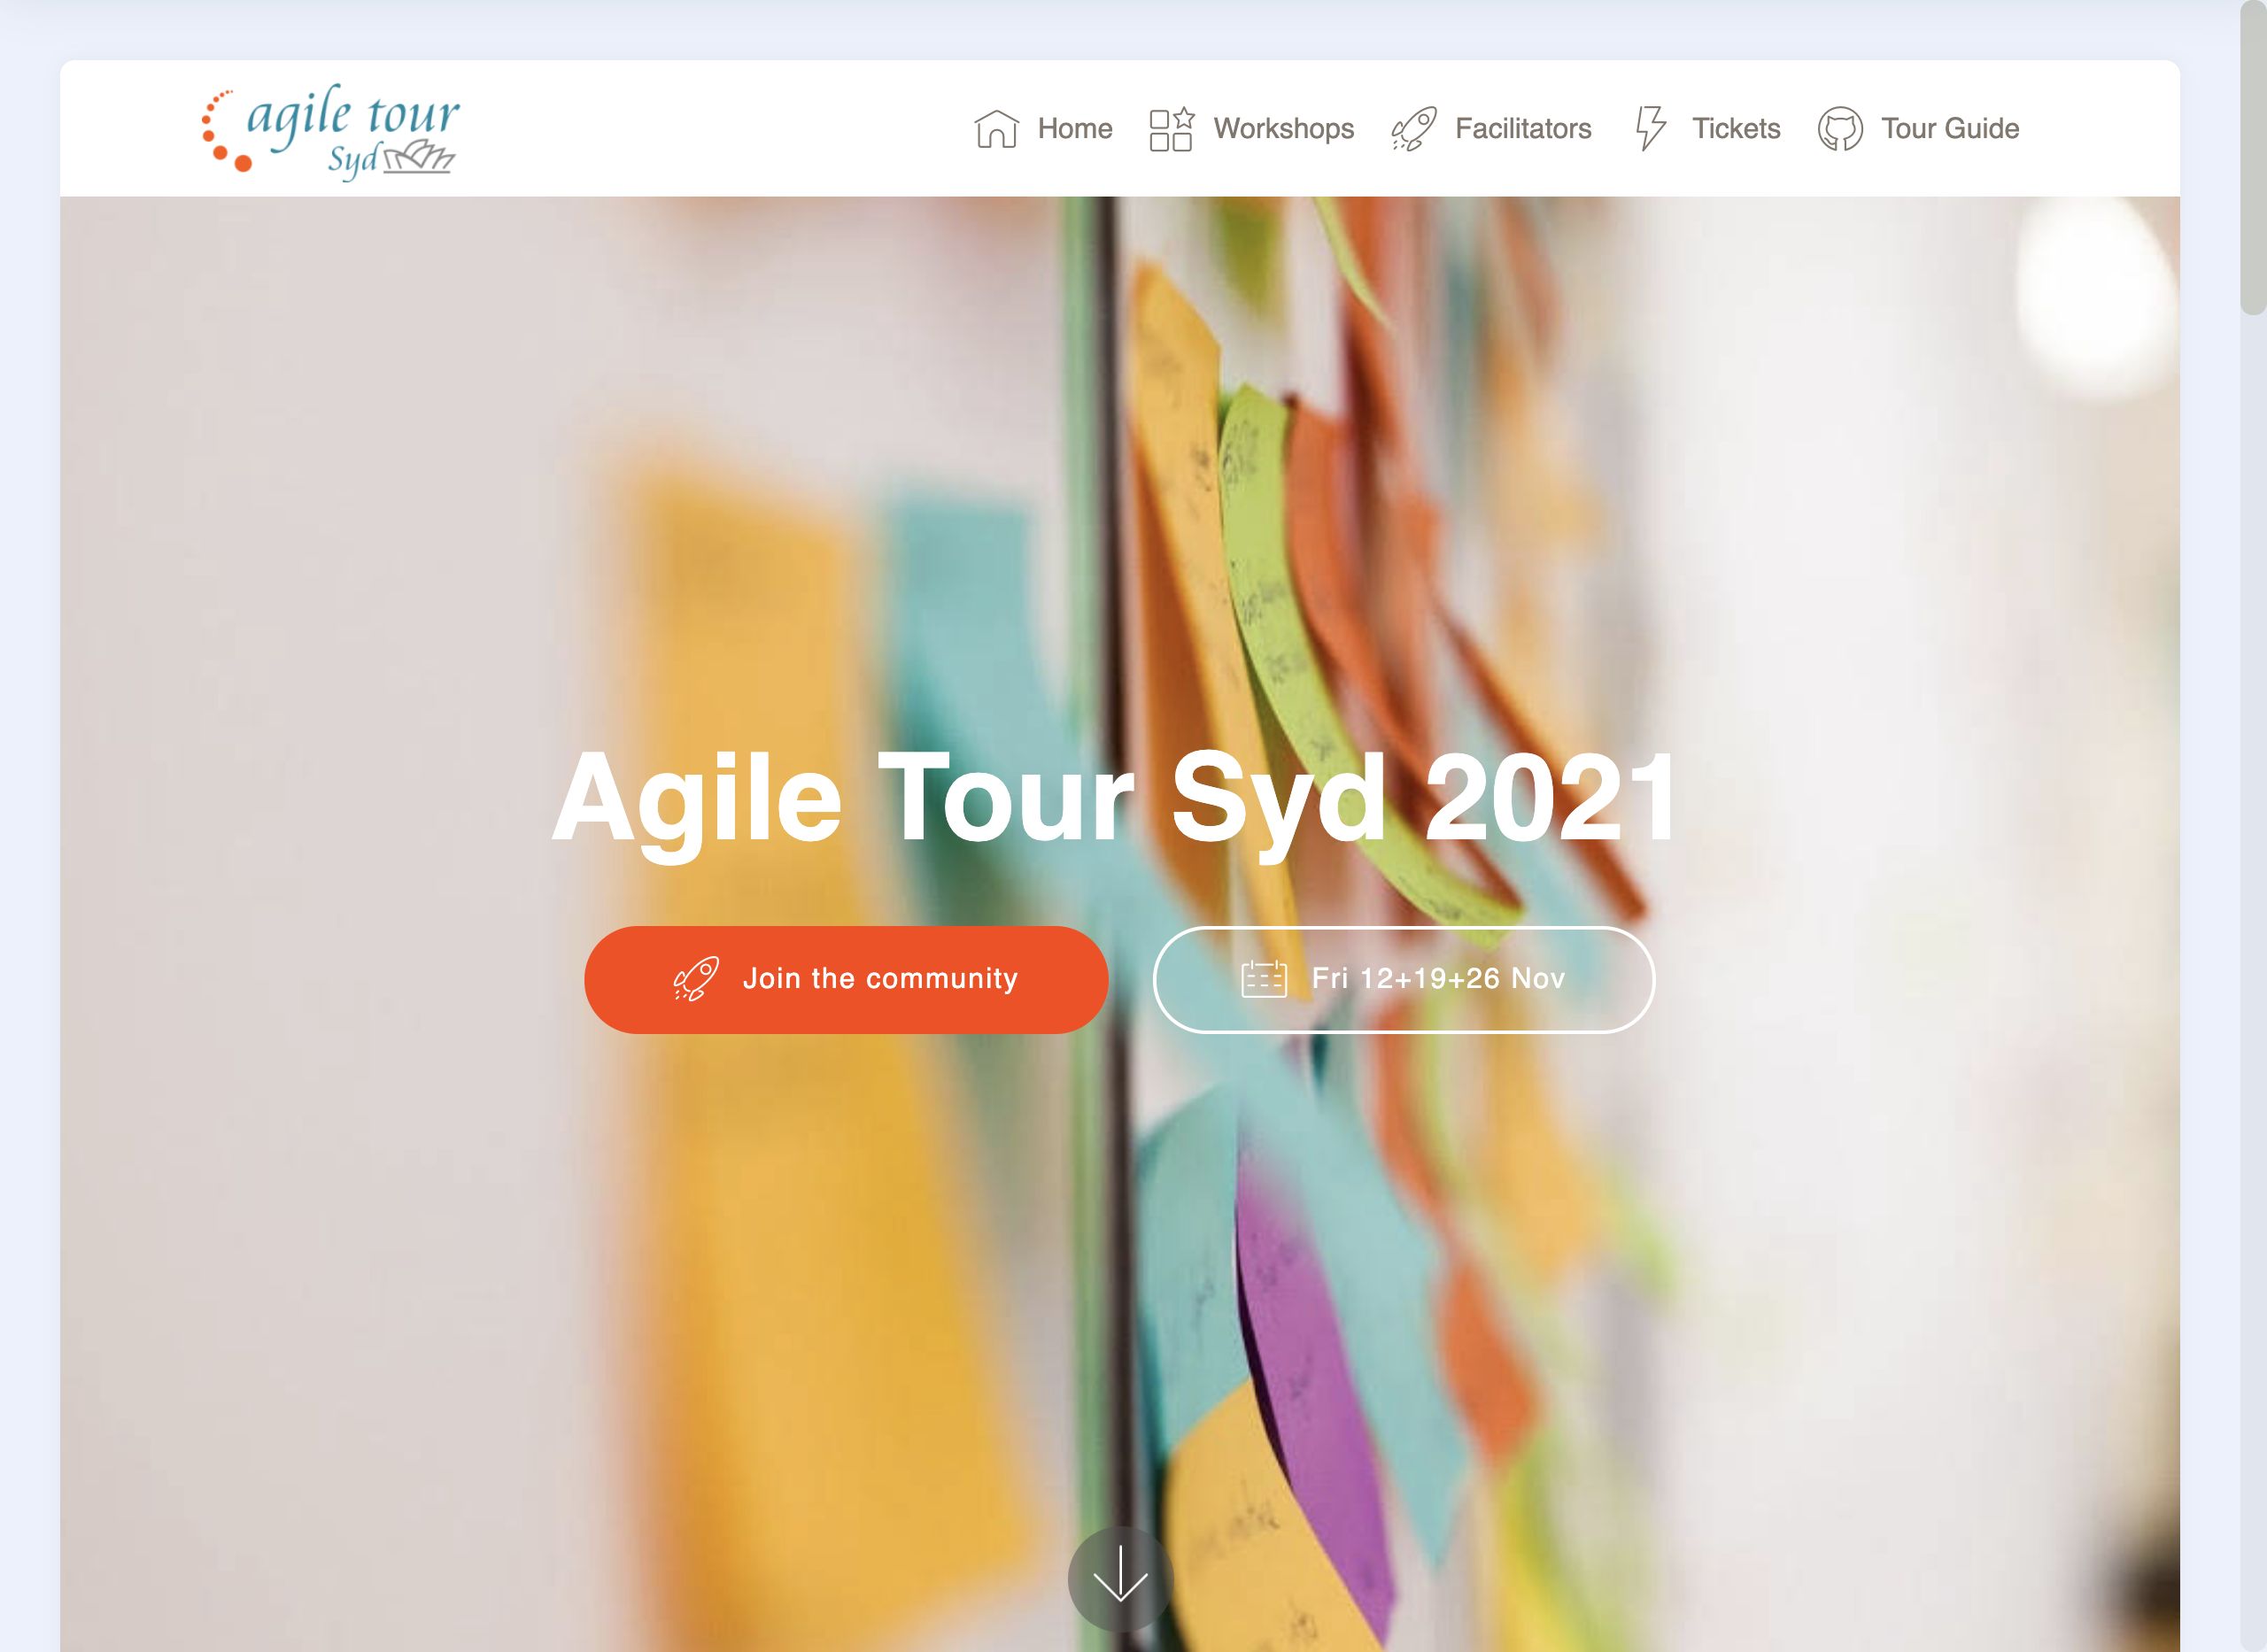 agile tour
Syd
Home Workshops Facilitators Tickets Tour Guide
Agile Tour Syd 2021
Join the community
Fri 12+19+26 Nov